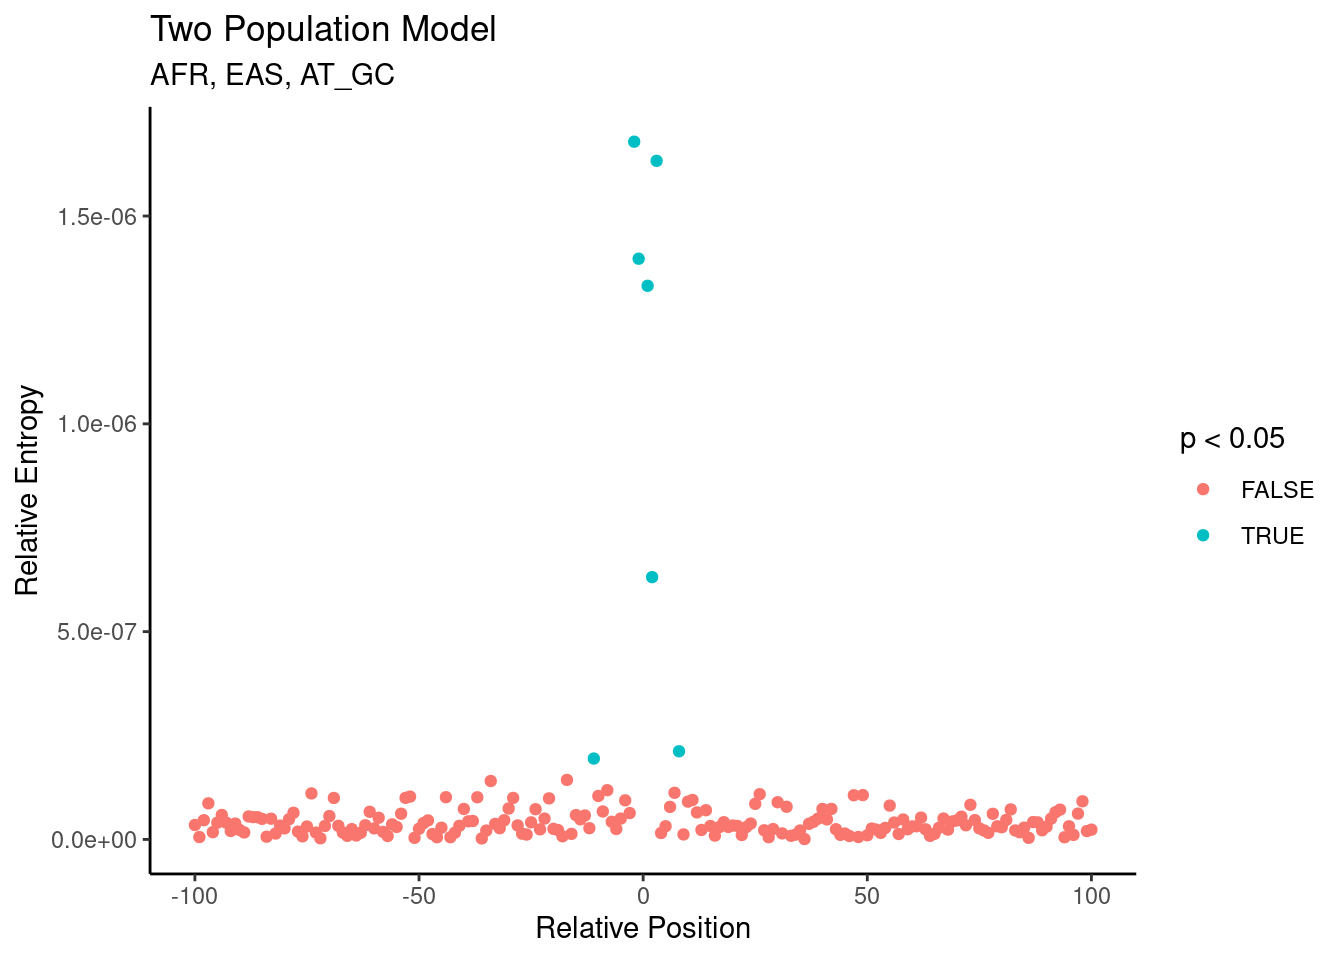 Two Population Model
AFR, EAS, AT_GC
Relative Entropy
1.5e-06
1.0e-06
5.0e-07
0.0e+00
-100
-50
0
50
100
Relative Position
p < 0.05
FALSE
TRUE